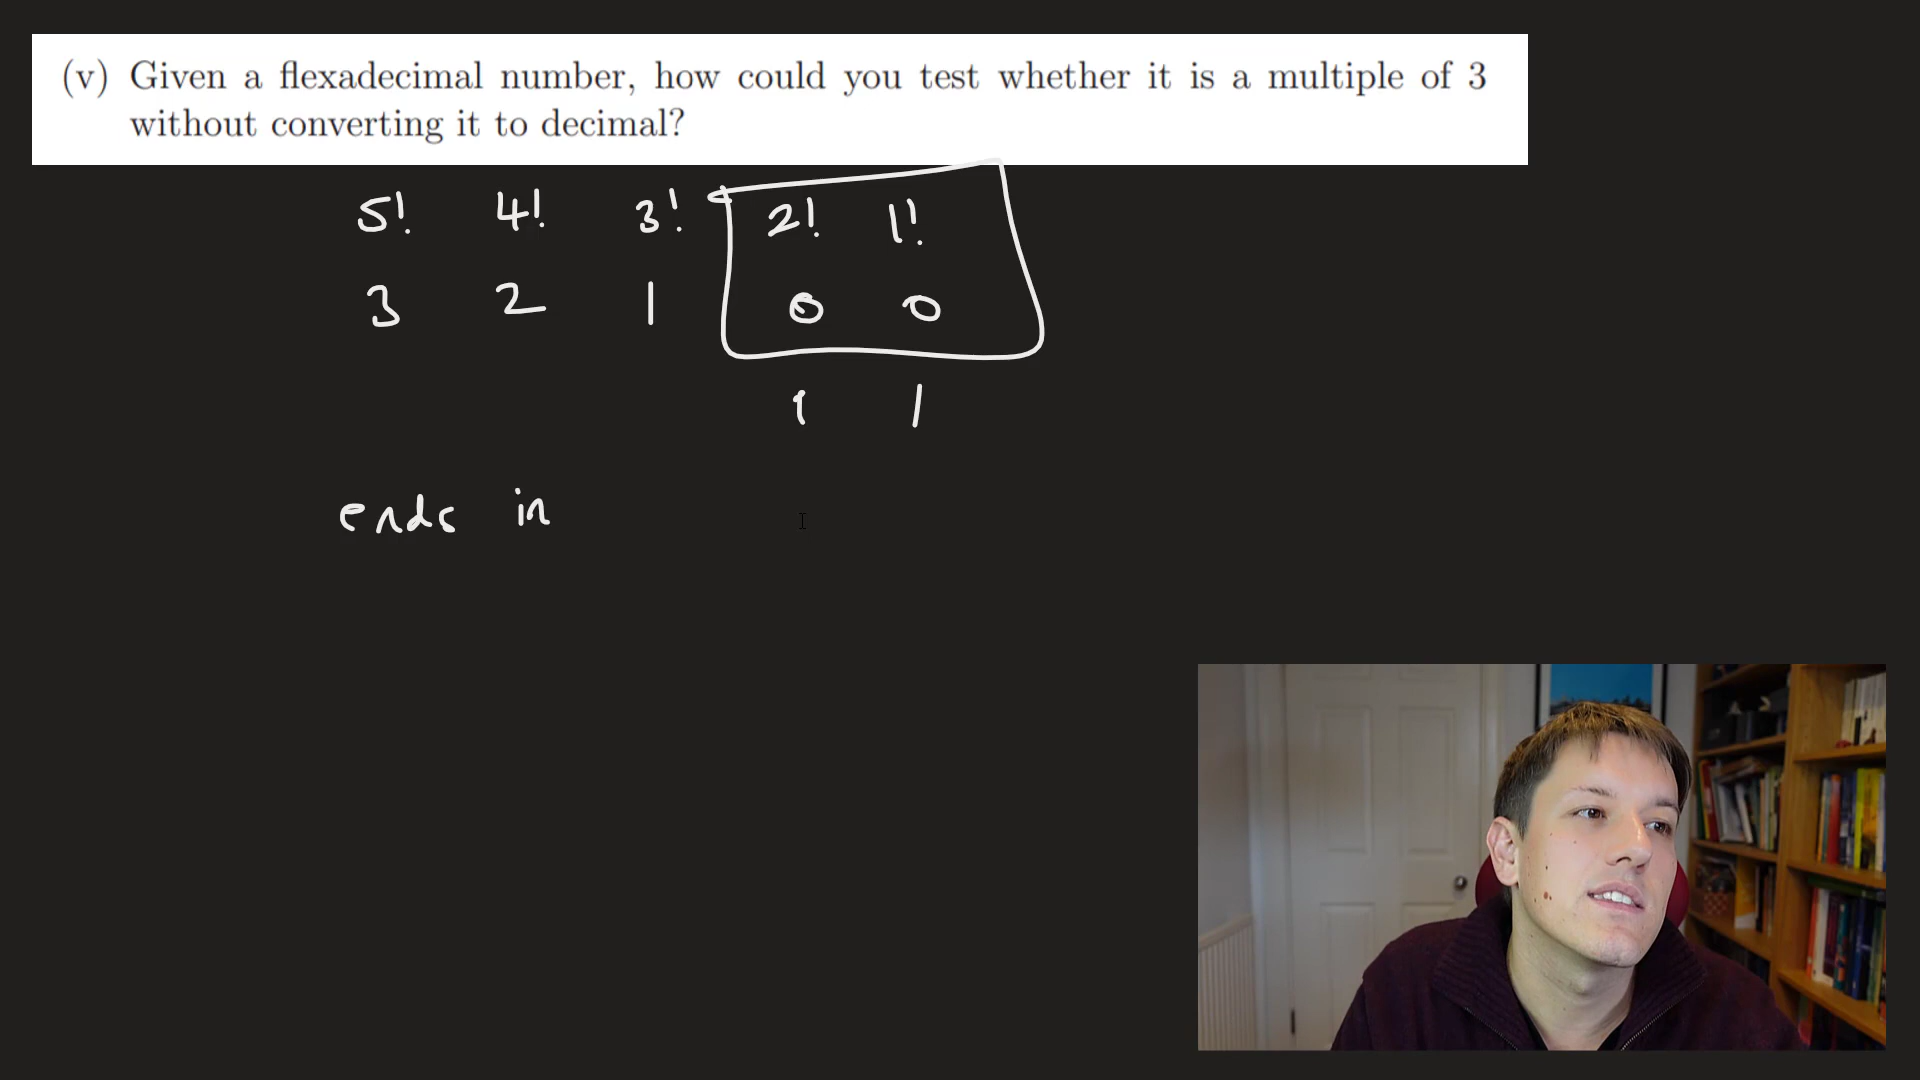 (v) Given a flexadecimal number, how could you test whether it is a multiple of 3
without converting it to decimal?
5! 4! 3! 2! 1!
3 2 1 0 0
1 1
ends in